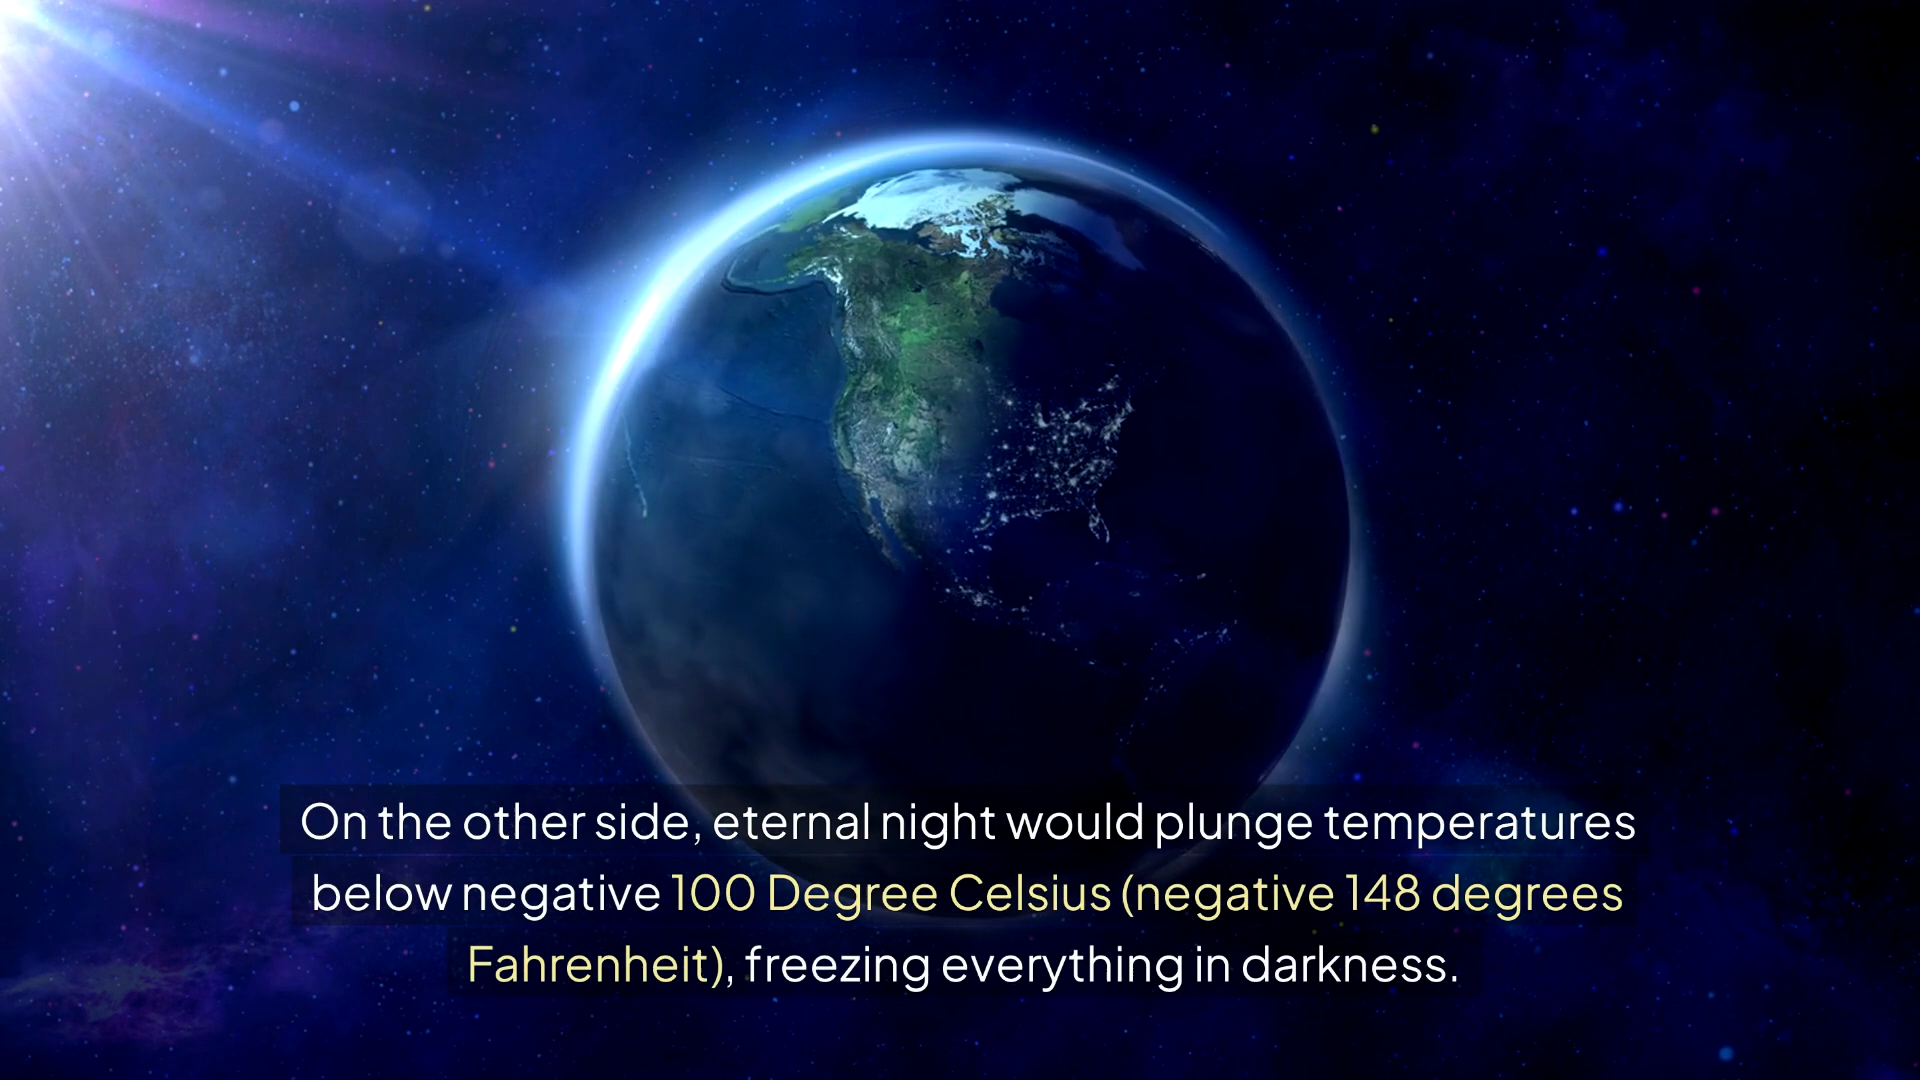 On the other side, eternal night would plunge temperatures
below negative 100 Degree Celsius (negative 148 degrees
Fahrenheit), freezing everything in darkness.